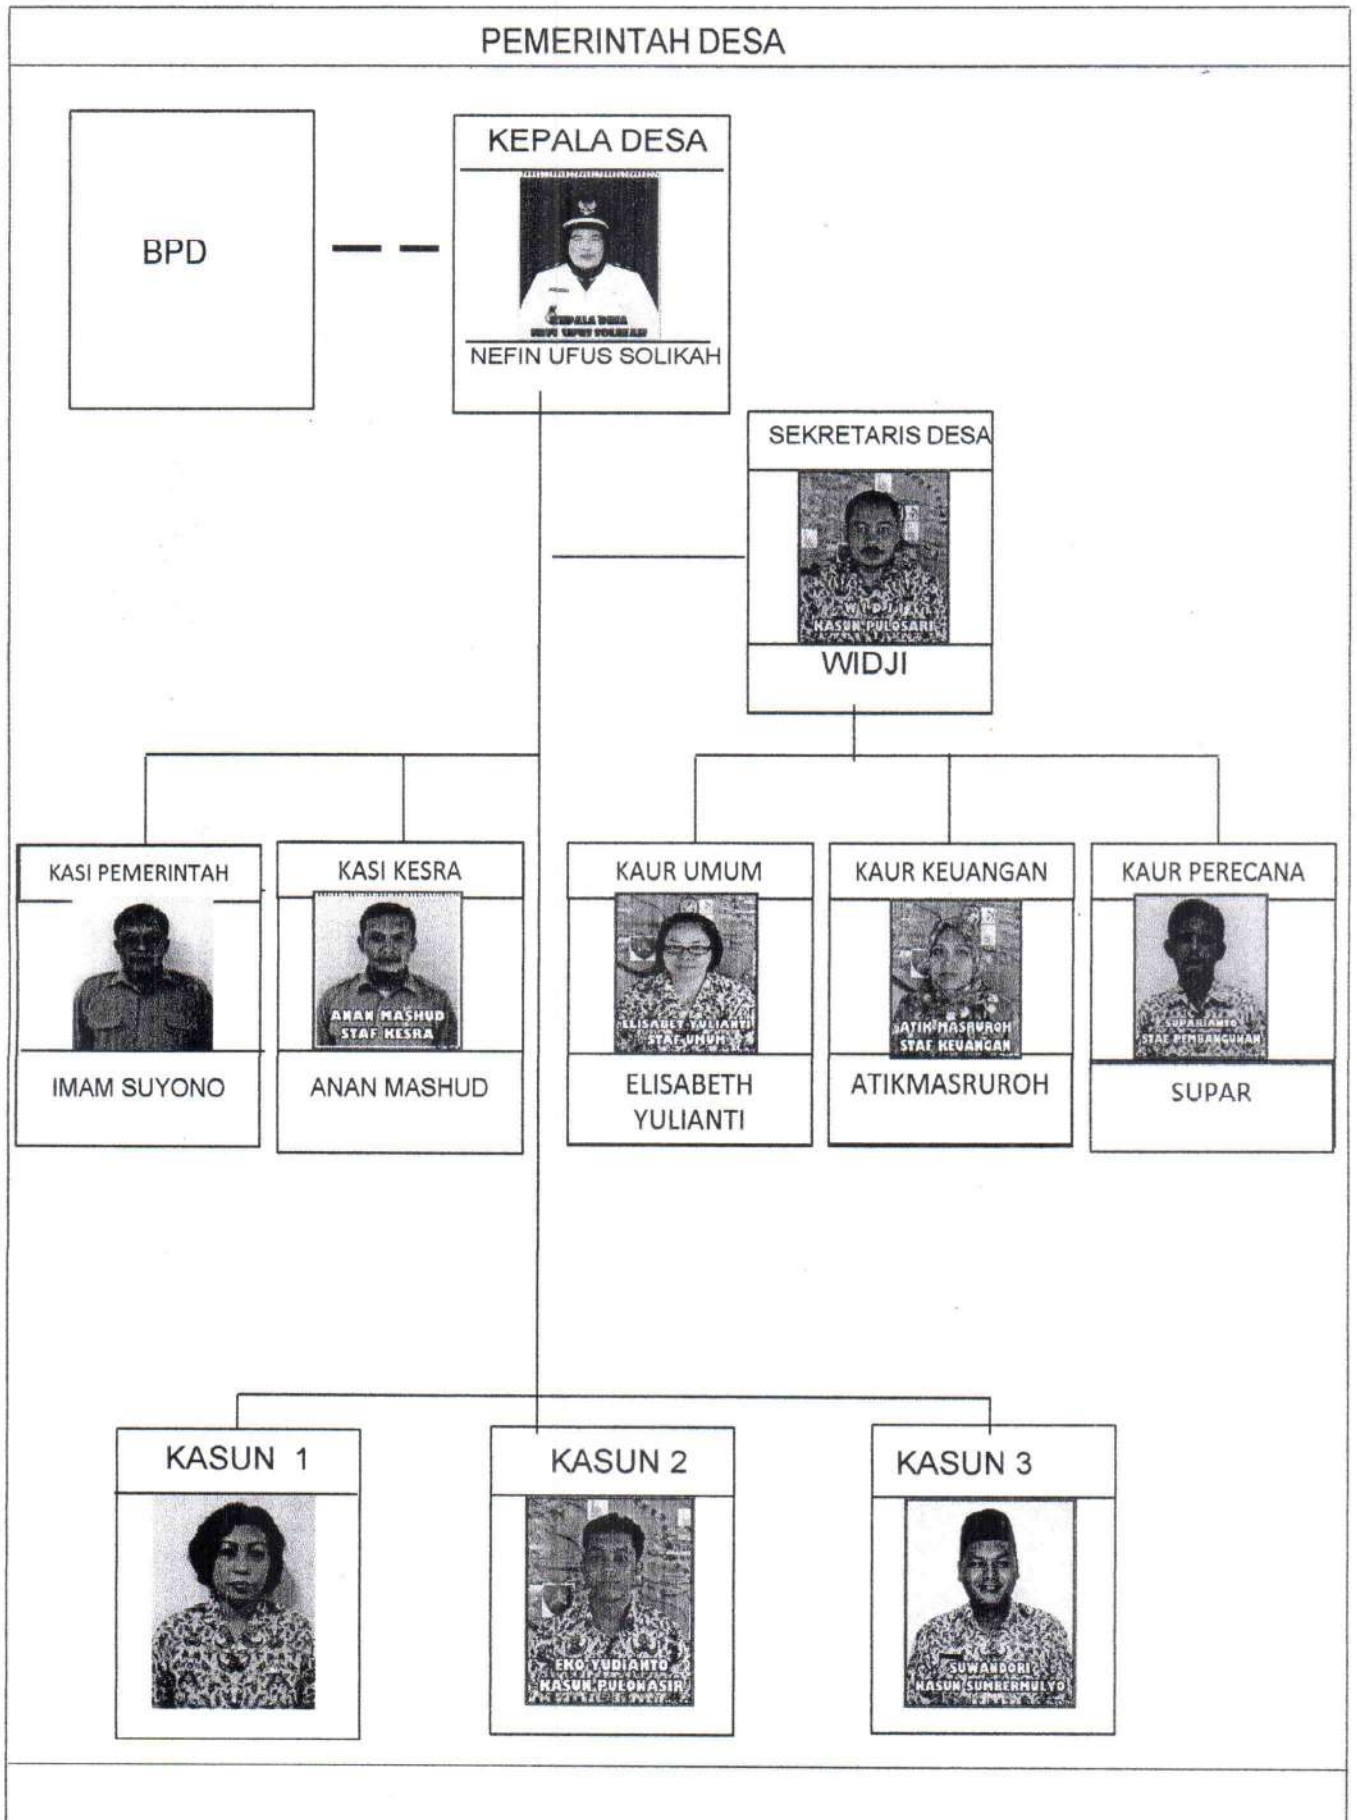 PEMERINTAH DESA
BPD
KEPALA DESA
KEPALA DESA
NEFIN UFUS SOLIKAH
SEKRETARIS DESA
WIDJI
KASUN PULOSARI
WIDJI
KASI PEMERINTAH
IMAM SUYONO
KASI KESRA
ANAN MASHUD
STAF KESRA
ANAN MASHUD
KAUR UMUM
ELISABET YULIANTI
STAF UMUM
ELISABETH
YULIANTI
KAUR KEUANGAN
ATIK MASRUROH
STAF KEUANGAN
ATIKMASRUROH
KAUR PERECANA
SUPARIANTO
STAF PEMBANGUNAN
SUPAR
KASUN 1
KASUN 2
EKO YUDIANTO
KASUN PULONASIR
KASUN 3
SUWANDORI
KASUN SUMBERMULYO